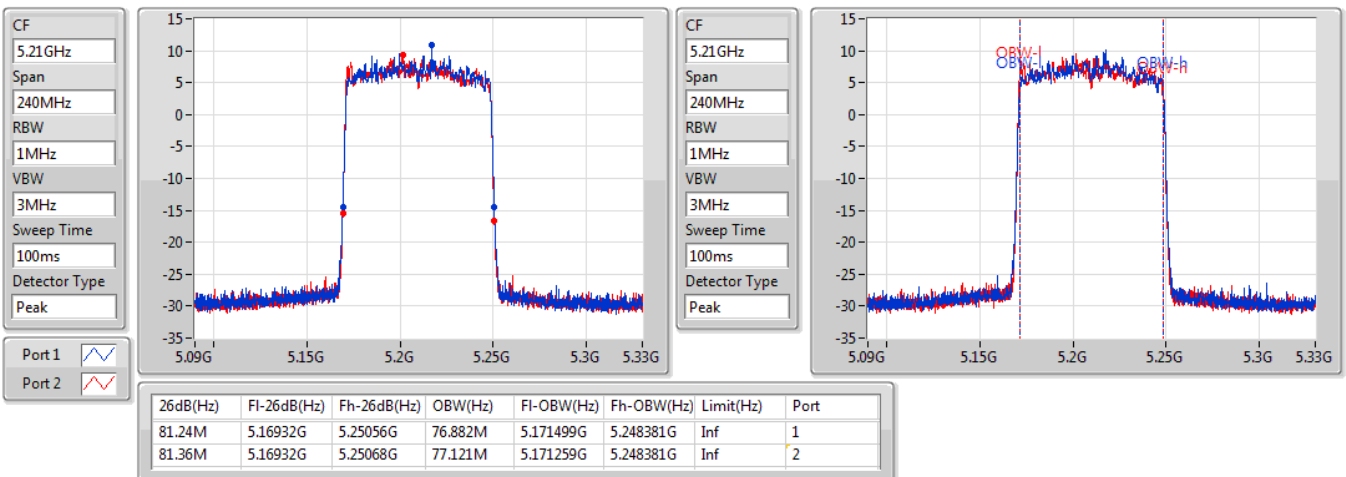 CF
5.21GHz
Span
240MHz
RBW
1MHz
VBW
3MHz
Sweep Time
100ms
Detector Type
Peak
Port 1
Port 2
15
10
5
0
-5
-10
-15
-20
-25
-30
-35
5.09G 5.15G 5.2G 5.25G 5.3G 5.33G
CF
5.21GHz
Span
240MHz
RBW
1MHz
VBW
3MHz
Sweep Time
100ms
Detector Type
Peak
15
10
5
0
-5
-10
-15
-20
-25
-30
-35
OBW-l
OBW-l
OBW-h
OBW-h
5.09G 5.15G 5.2G 5.25G 5.3G 5.33G
26dB(Hz) Fl-26dB(Hz) Fh-26dB(Hz) OBW(Hz) Fl-OBW(Hz) Fh-OBW(Hz) Limit(Hz) Port
81.24M 5.16932G 5.25056G 76.882M 5.171499G 5.248381G Inf 1
81.36M 5.16932G 5.25068G 77.121M 5.171259G 5.248381G Inf 2